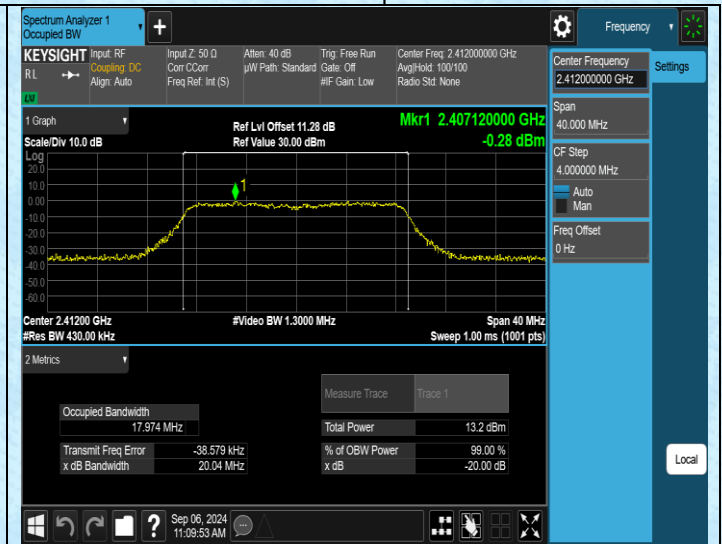 Spectrum Analyzer 1
Occupied BW
+
Frequency
KEYSIGHT
RL
LXI
Input: RF
Coupling: DC
Align: Auto
Input Z: 50 Ω
Corr CCorr
Freq Ref: Int (S)
Atten: 40 dB
µW Path: Standard
Trig: Free Run
Gate: Off
#IF Gain: Low
Center Freq: 2.412000000 GHz
Avg|Hold: 100/100
Radio Std: None
Center Frequency
2.412000000 GHz
Settings
Span
40.000 MHz
CF Step
4.000000 MHz
Auto
Man
Freq Offset
0 Hz
Local
1 Graph
Scale/Div 10.0 dB
Ref Lvl Offset 11.28 dB
Ref Value 30.00 dBm
Mkr1 2.407120000 GHz
-0.28 dBm
Log
20.0
10.0
0.00
-10.0
-20.0
-30.0
-40.0
-50.0
-60.0
1
Center 2.41200 GHz
#Video BW 1.3000 MHz
Span 40 MHz
#Res BW 430.00 kHz
Sweep 1.00 ms (1001 pts)
2 Metrics
Measure Trace Trace 1
Occupied Bandwidth
17.974 MHz
Total Power 13.2 dBm
Transmit Freq Error -38.579 kHz
% of OBW Power 99.00 %
x dB Bandwidth 20.04 MHz
x dB -20.00 dB
?
Sep 06, 2024
11:09:53 AM